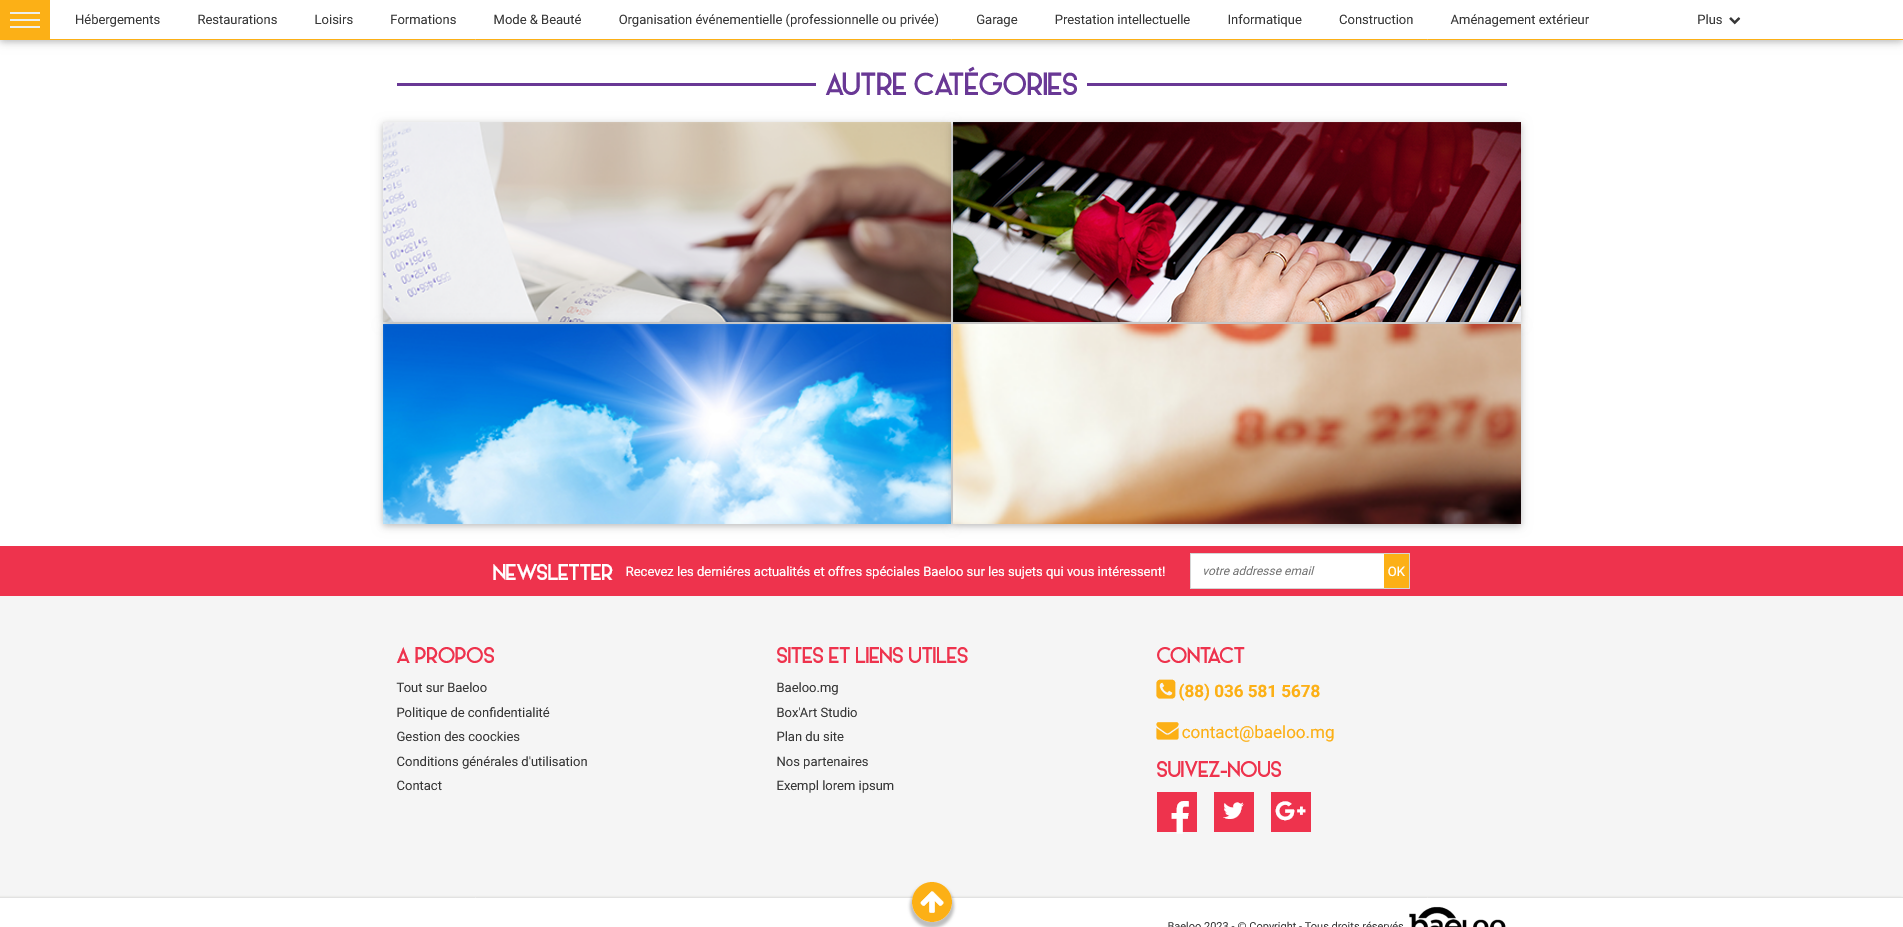 Hébergements Restaurations Loisirs Formations Mode & Beauté Organisation événementielle (professionnelle ou privée) Garage Prestation intellectuelle Informatique Construction Aménagement extérieur Plus
AUTRE CATÉGORIES
8oz 227g
NEWSLETTER Recevez les derniéres actualités et offres spéciales Baeloo sur les sujets qui vous intéressent! votre addresse email OK
A PROPOS
Tout sur Baeloo
Politique de confidentialité
Gestion des coockies
Conditions générales d'utilisation
Contact
SITES ET LIENS UTILES
Baeloo.mg
Box'Art Studio
Plan du site
Nos partenaires
Exempl lorem ipsum
CONTACT
(88) 036 581 5678
contact@baeloo.mg
SUIVEZ-NOUS
Baeloo 2023 - © Copyright - Tous droits réservés baeloo